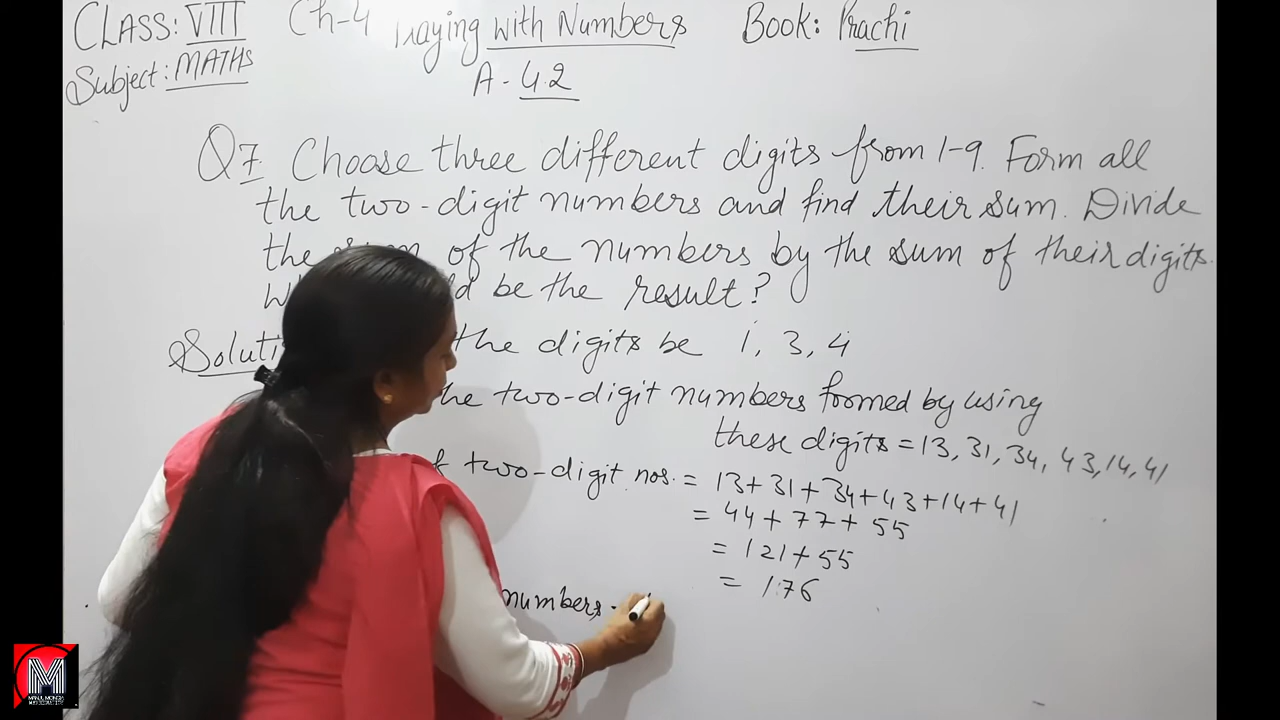 CLASS: VIII Ch-4 Playing with Numbers Book: Prachi
Subject: MATHS
A-4.2
Q7. Choose three different digits from 1-9. Form all
the two-digit numbers and find their sum. Divide
the of the numbers by the sum of their digits.
be the result?
the digits be 1, 3, 4
the two-digit numbers formed by using
these digits = 13, 31, 34, 43, 14, 41
of two-digit nos. = 13+31+34+43+14+41
= 44+77+55
= 121+55
= 176
numbers
M